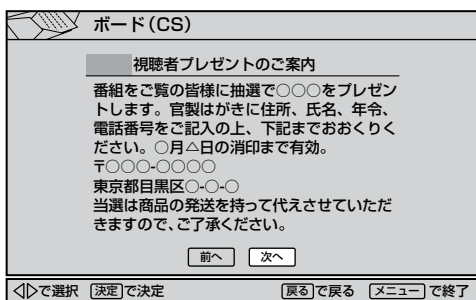 ボード（CS）
視聴者プレゼントのご案内
番組をご覧の皆様に抽選で○○○をプレゼン
トします。官製はがきに住所、氏名、年令、
電話番号をご記入の上、下記までおおくりく
ださい。○月△日の消印まで有効。
〒○○○-○○○○
東京都目黒区○-○-○
当選は商品の発送を持って代えさせていただ
きますので、ご了承ください。
前へ 次へ
◁▷で選択 決定で決定 戻るで戻る メニューで終了